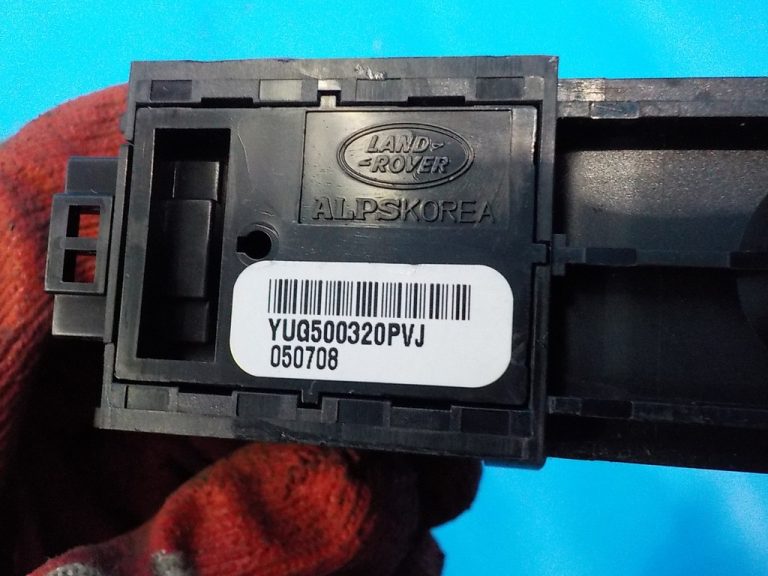 LAND
ROVER
ALPSKOREA
YUG500320PVJ
050708